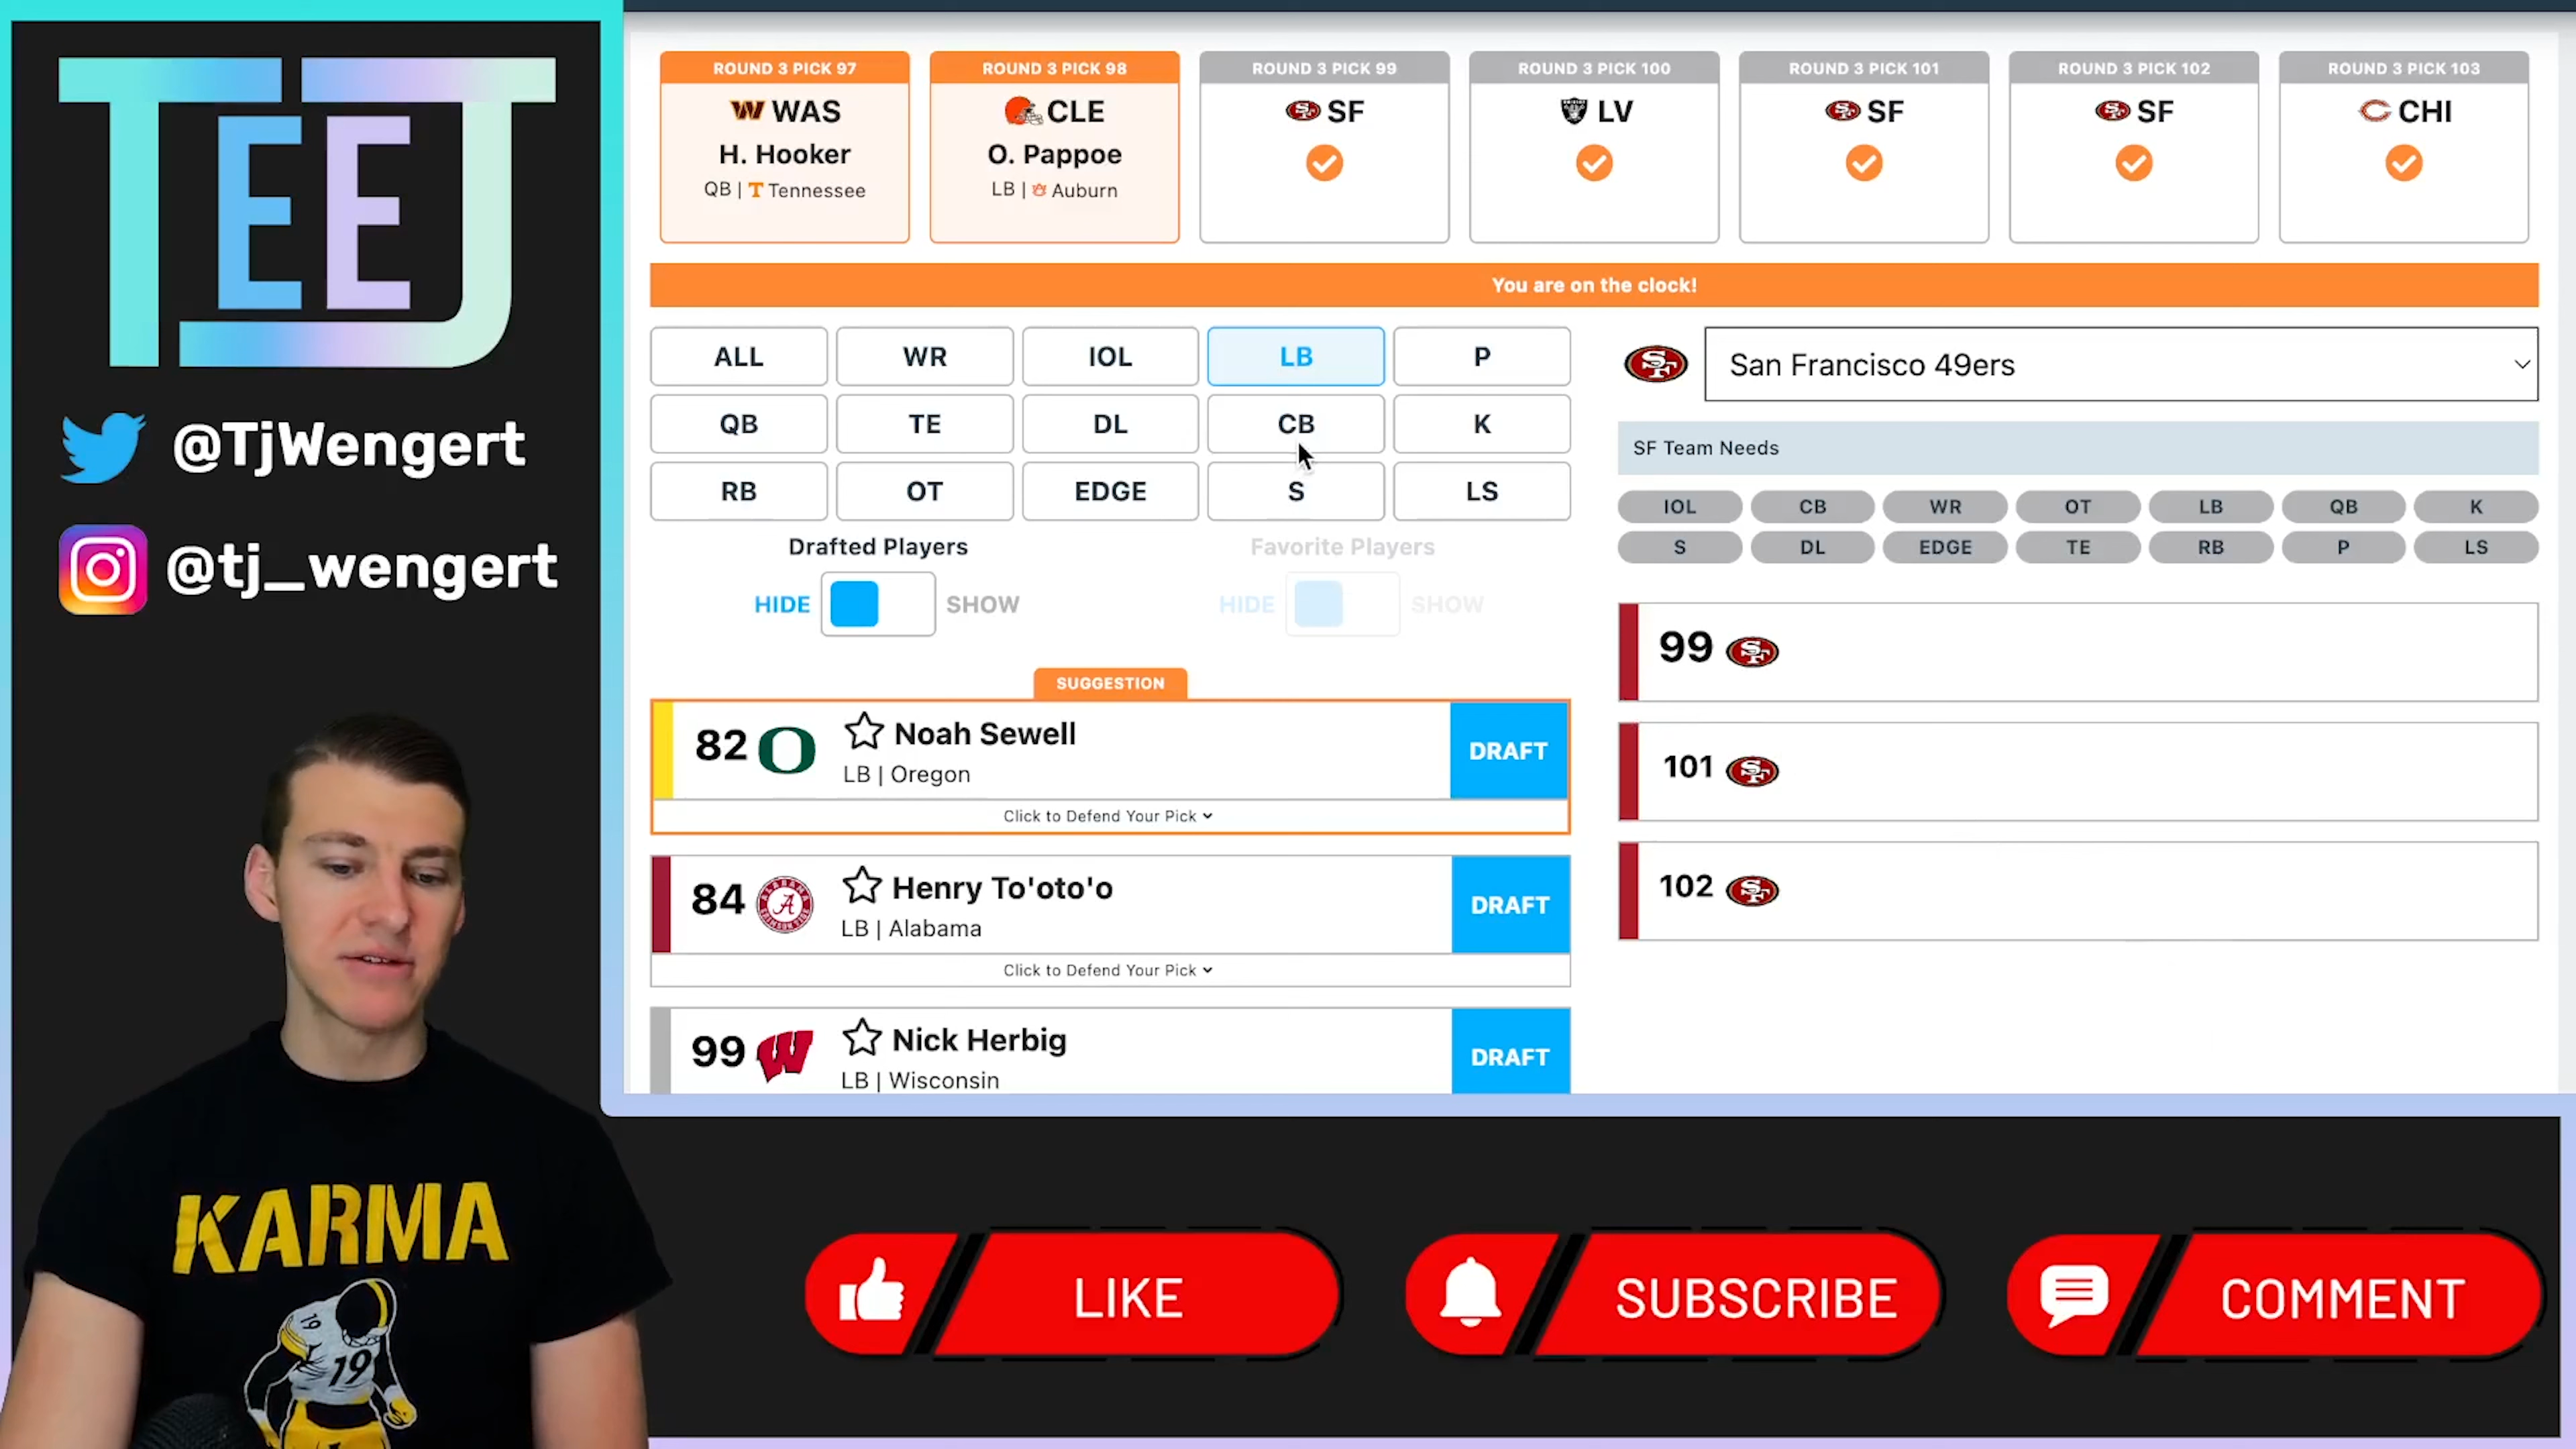 TEEJ
@TjWengert
@tj_wengert
KARMA
19
19
ROUND 3 PICK 97
WAS
H. Hooker
QB | T Tennessee
ROUND 3 PICK 98
CLE
O. Pappoe
LB | Auburn
ROUND 3 PICK 99
SF
ROUND 3 PICK 100
LV
ROUND 3 PICK 101
SF
ROUND 3 PICK 102
SF
ROUND 3 PICK 103
CHI
You are on the clock!
ALL WR IOL LB P
QB TE DL CB K
RB OT EDGE S LS
Drafted Players
HIDE SHOW
Favorite Players
HIDE SHOW
SUGGESTION
82 O Noah Sewell
LB | Oregon
DRAFT
Click to Defend Your Pick
84 Henry To'oto'o
LB | Alabama
DRAFT
Click to Defend Your Pick
99 W Nick Herbig
LB | Wisconsin
DRAFT
San Francisco 49ers
SF Team Needs
IOL CB WR OT LB QB K
S DL EDGE TE RB P LS
99 SF
101 SF
102 SF
LIKE
SUBSCRIBE
COMMENT